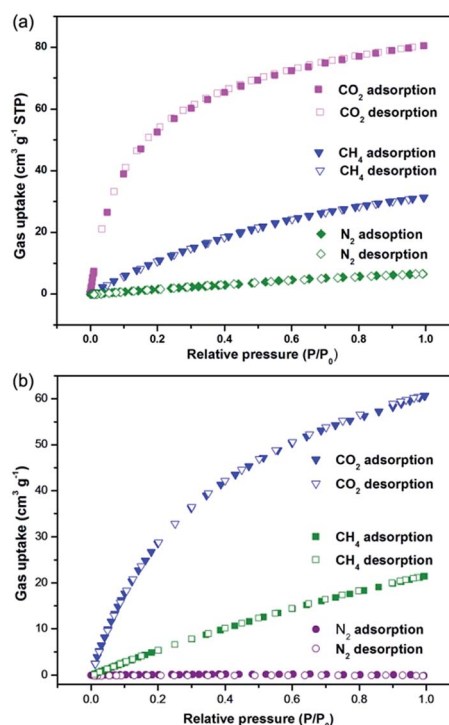 (a)
80
60
40
20
0
Gas uptake (cm³ g⁻¹ STP)
CO₂ adsorption
CO₂ desorption
CH₄ adsorption
CH₄ desorption
N₂ adsoption
N₂ desorption
0.0 0.2 0.4 0.6 0.8 1.0
Relative pressure (P/P₀)
(b)
60
50
40
30
20
10
0
Gas uptake (cm³ g⁻¹)
CO₂ adsorption
CO₂ desorption
CH₄ adsorption
CH₄ desorption
N₂ adsorption
N₂ desorption
0.0 0.2 0.4 0.6 0.8 1.0
Relative pressure (P/P₀)